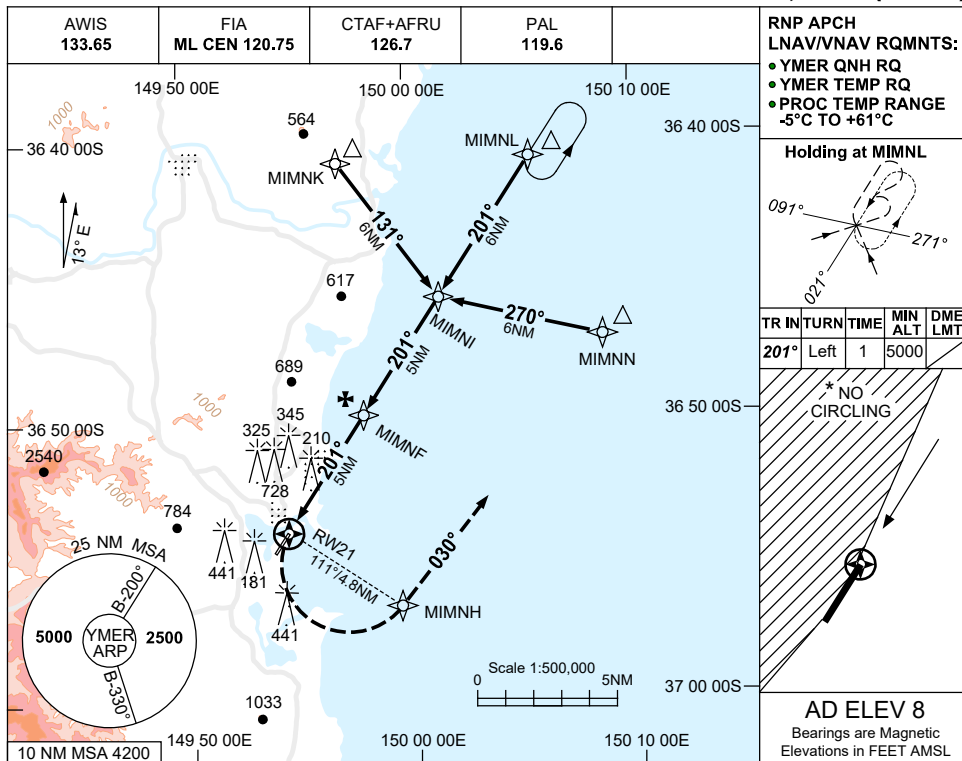 AWIS
133.65
FIA
ML CEN 120.75
CTAF+AFRU
126.7
PAL
119.6
RNP APCH
LNAV/VNAV RQMNTS:
YMER QNH RQ
YMER TEMP RQ
PROC TEMP RANGE
-5°C TO +61°C
149 50 00E
150 00 00E
150 10 00E
36 40 00S
36 40 00S
1000
564
MIMNK
MIMNL
13° E
131°
6NM
201°
6NM
617
270°
6NM
MIMNI
MIMNN
201°
5NM
689
1000
MIMNF
36 50 00S
36 50 00S
345
325
210
728
201°
5NM
2540
1000
784
441
181
441
RW21
111°/4.8NM
030°
MIMNH
25 NM MSA
B-200°
5000
YMER
ARP
2500
B-330°
1033
Scale 1:500,000
0
5NM
37 00 00S
149 50 00E
150 00 00E
150 10 00E
10 NM MSA 4200
Holding at MIMNL
091°
271°
021°
TR IN
TURN
TIME
MIN
ALT
DME
LMT
201°
Left
1
5000
* NO
CIRCLING
AD ELEV 8
Bearings are Magnetic
Elevations in FEET AMSL